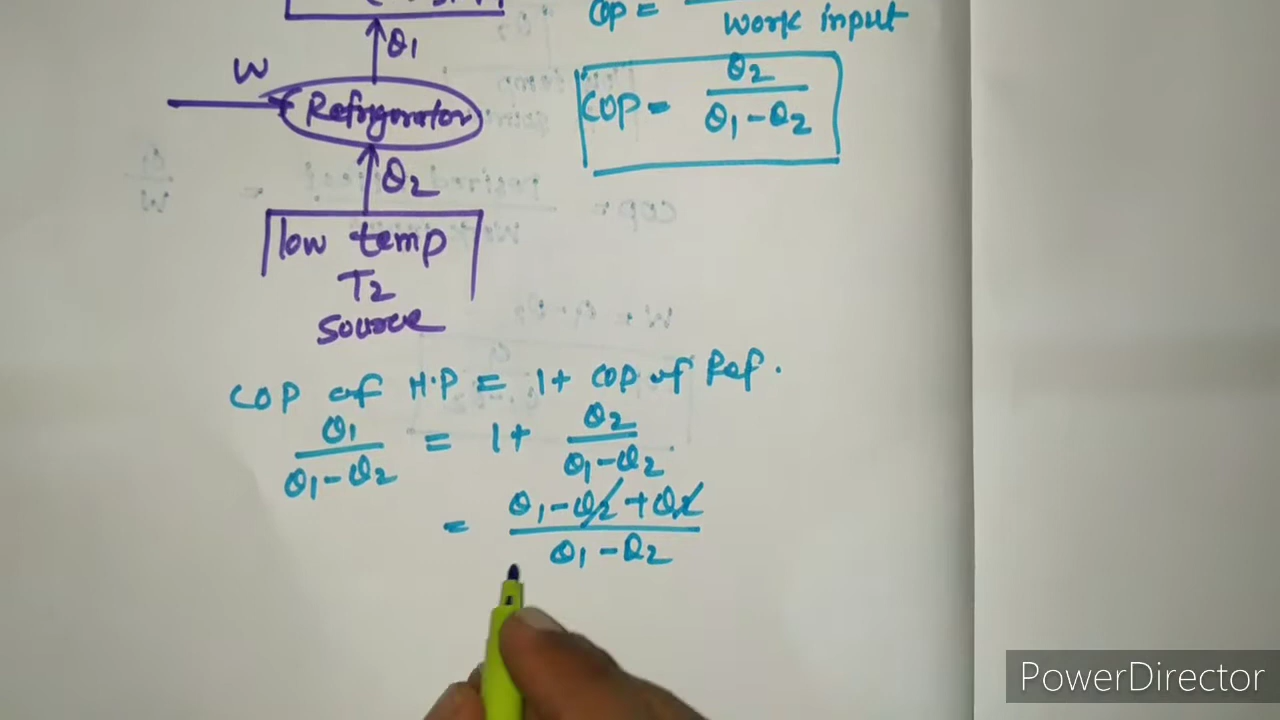 COP =
work input
Q1
W
Refrigerator
COP = Q2 / Q1-Q2
Q2
low temp
T2
source
COP of H.P = 1+ COP of Ref.
Q1 / Q1-Q2 = 1+ Q2 / Q1-Q2
= Q1-Q2+Q2 / Q1-Q2
PowerDirector